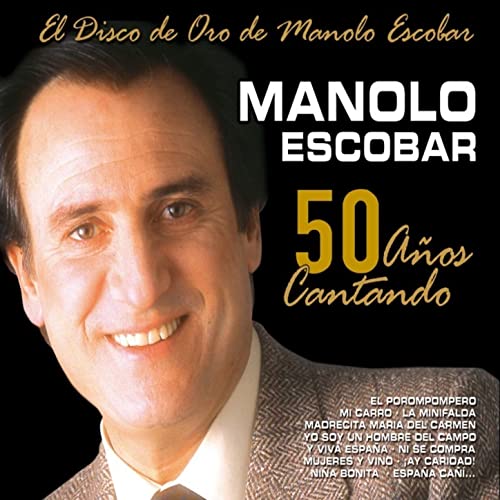 El Disco de Oro de Manolo Escobar
MANOLO
ESCOBAR
50 Años
Cantando
EL POROMPOMPERO
MI CARRO · LA MINIFALDA
MADRECITA MARIA DEL CARMEN
YO SOY UN HOMBRE DEL CAMPO
Y VIVA ESPAÑA · NI SE COMPRA
MUJERES Y VINO · ¡AY CARIDAD!
NIÑA BONITA · ESPAÑA CAÑI...